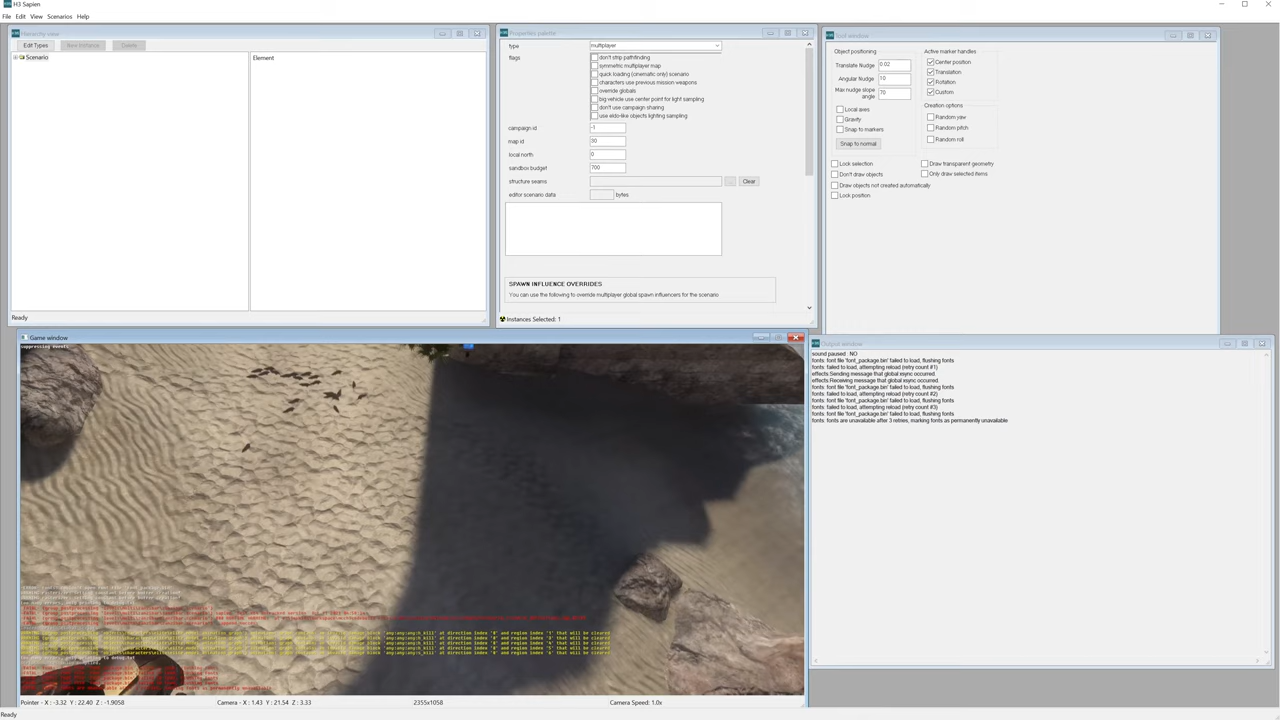 H3 Sapien
File Edit View Scenarios Help
Hierarchy view
Edit Types New Instance Delete
Scenario
Element
Ready
Properties palette
type multiplayer
flags don't strip pathfinding
symmetric multiplayer map
quick loading (cinematic only) scenario
characters use previous mission weapons
override globals
big vehicle use center point for light sampling
don't use campaign sharing
use eldo-like objects lighting sampling
campaign id -1
map id 30
local north 0
sandbox budget 700
structure seams ... Clear
editor scenario data bytes
SPAWN INFLUENCE OVERRIDES
You can use the following to override multiplayer global spawn influencers for the scenario
Instances Selected: 1
Tool window
Object positioning
Translate Nudge 0.02
Angular Nudge 10
Max nudge slope angle 70
Local axes
Gravity
Snap to markers
Snap to normal
Active marker handles
Center position
Translation
Rotation
Custom
Creation options
Random yaw
Random pitch
Random roll
Lock selection
Don't draw objects
Draw objects not created automatically
Lock position
Draw transparent geometry
Only draw selected items
Game window
suppressing events
Pointer - X : -3.32 Y : 22.40 Z : -1.9058 Camera - X : 1.43 Y : 21.54 Z : 3.33 2355x1058 Camera Speed: 1.0x
Output window
sound paused : NO
fonts: font file 'font_package.bin' failed to load, flushing fonts
fonts: failed to load, attempting reload (retry count #1)
effects:Sending message that global xsync occurred.
effects:Receiving message that global xsync occurred.
fonts: font file 'font_package.bin' failed to load, flushing fonts
fonts: failed to load, attempting reload (retry count #2)
fonts: font file 'font_package.bin' failed to load, flushing fonts
fonts: failed to load, attempting reload (retry count #3)
fonts: font file 'font_package.bin' failed to load, flushing fonts
fonts: fonts are unavailable after 3 retries, marking fonts as permanently unavailable
Ready